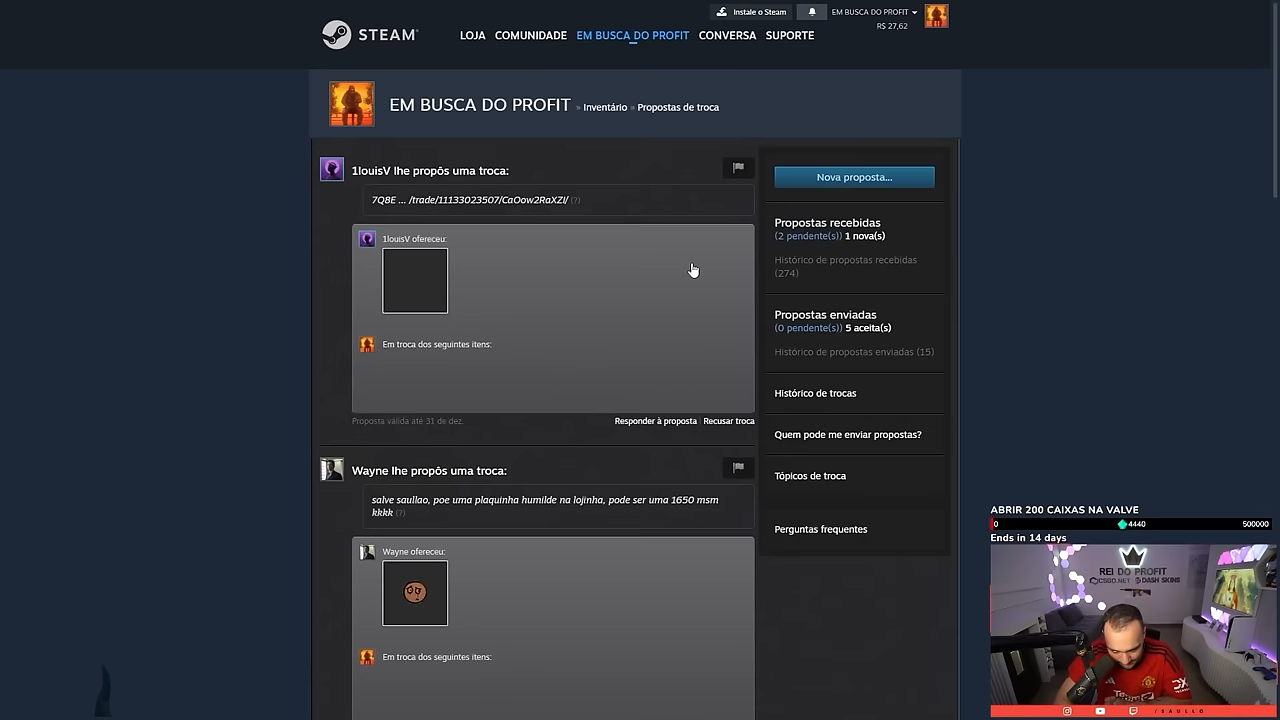 Instale o Steam
EM BUSCA DO PROFIT
R$ 27,62
STEAM
LOJA COMUNIDADE EM BUSCA DO PROFIT CONVERSA SUPORTE
EM BUSCA DO PROFIT » Inventário » Propostas de troca
1louisV lhe propôs uma troca:
7Q8E ... /trade/11133023507/CaOow2RaXZI/ (?)
1louisV ofereceu:
Em troca dos seguintes itens:
Proposta válida até 31 de dez.
Responder à proposta | Recusar troca
Wayne lhe propôs uma troca:
salve saullao, poe uma plaquinha humilde na lojinha, pode ser uma 1650 msm
kkkk (?)
Wayne ofereceu:
Em troca dos seguintes itens:
Nova proposta...
Propostas recebidas
(2 pendente(s)) 1 nova(s)
Histórico de propostas recebidas
(274)
Propostas enviadas
(0 pendente(s)) 5 aceita(s)
Histórico de propostas enviadas (15)
Histórico de trocas
Quem pode me enviar propostas?
Tópicos de troca
Perguntas frequentes
ABRIR 200 CAIXAS NA VALVE
0 4440 500000
Ends in 14 days
REI DO PROFIT
CSGO.NET DASH SKINS
/SAULLO